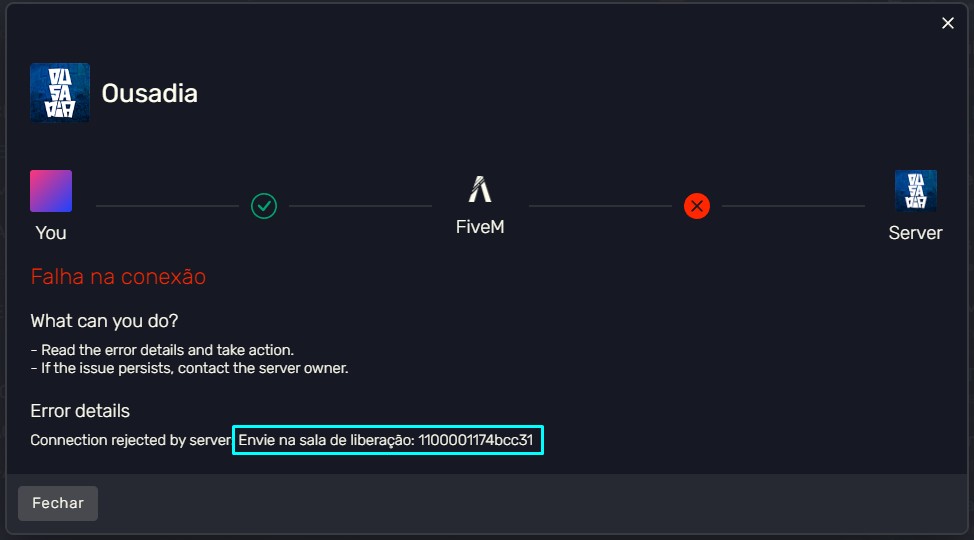 OU
SA
DIA
Ousadia
You
FiveM
OU
SA
DIA
Server
Falha na conexão
What can you do?
- Read the error details and take action.
- If the issue persists, contact the server owner.
Error details
Connection rejected by server Envie na sala de liberação: 1100001174bcc31
Fechar